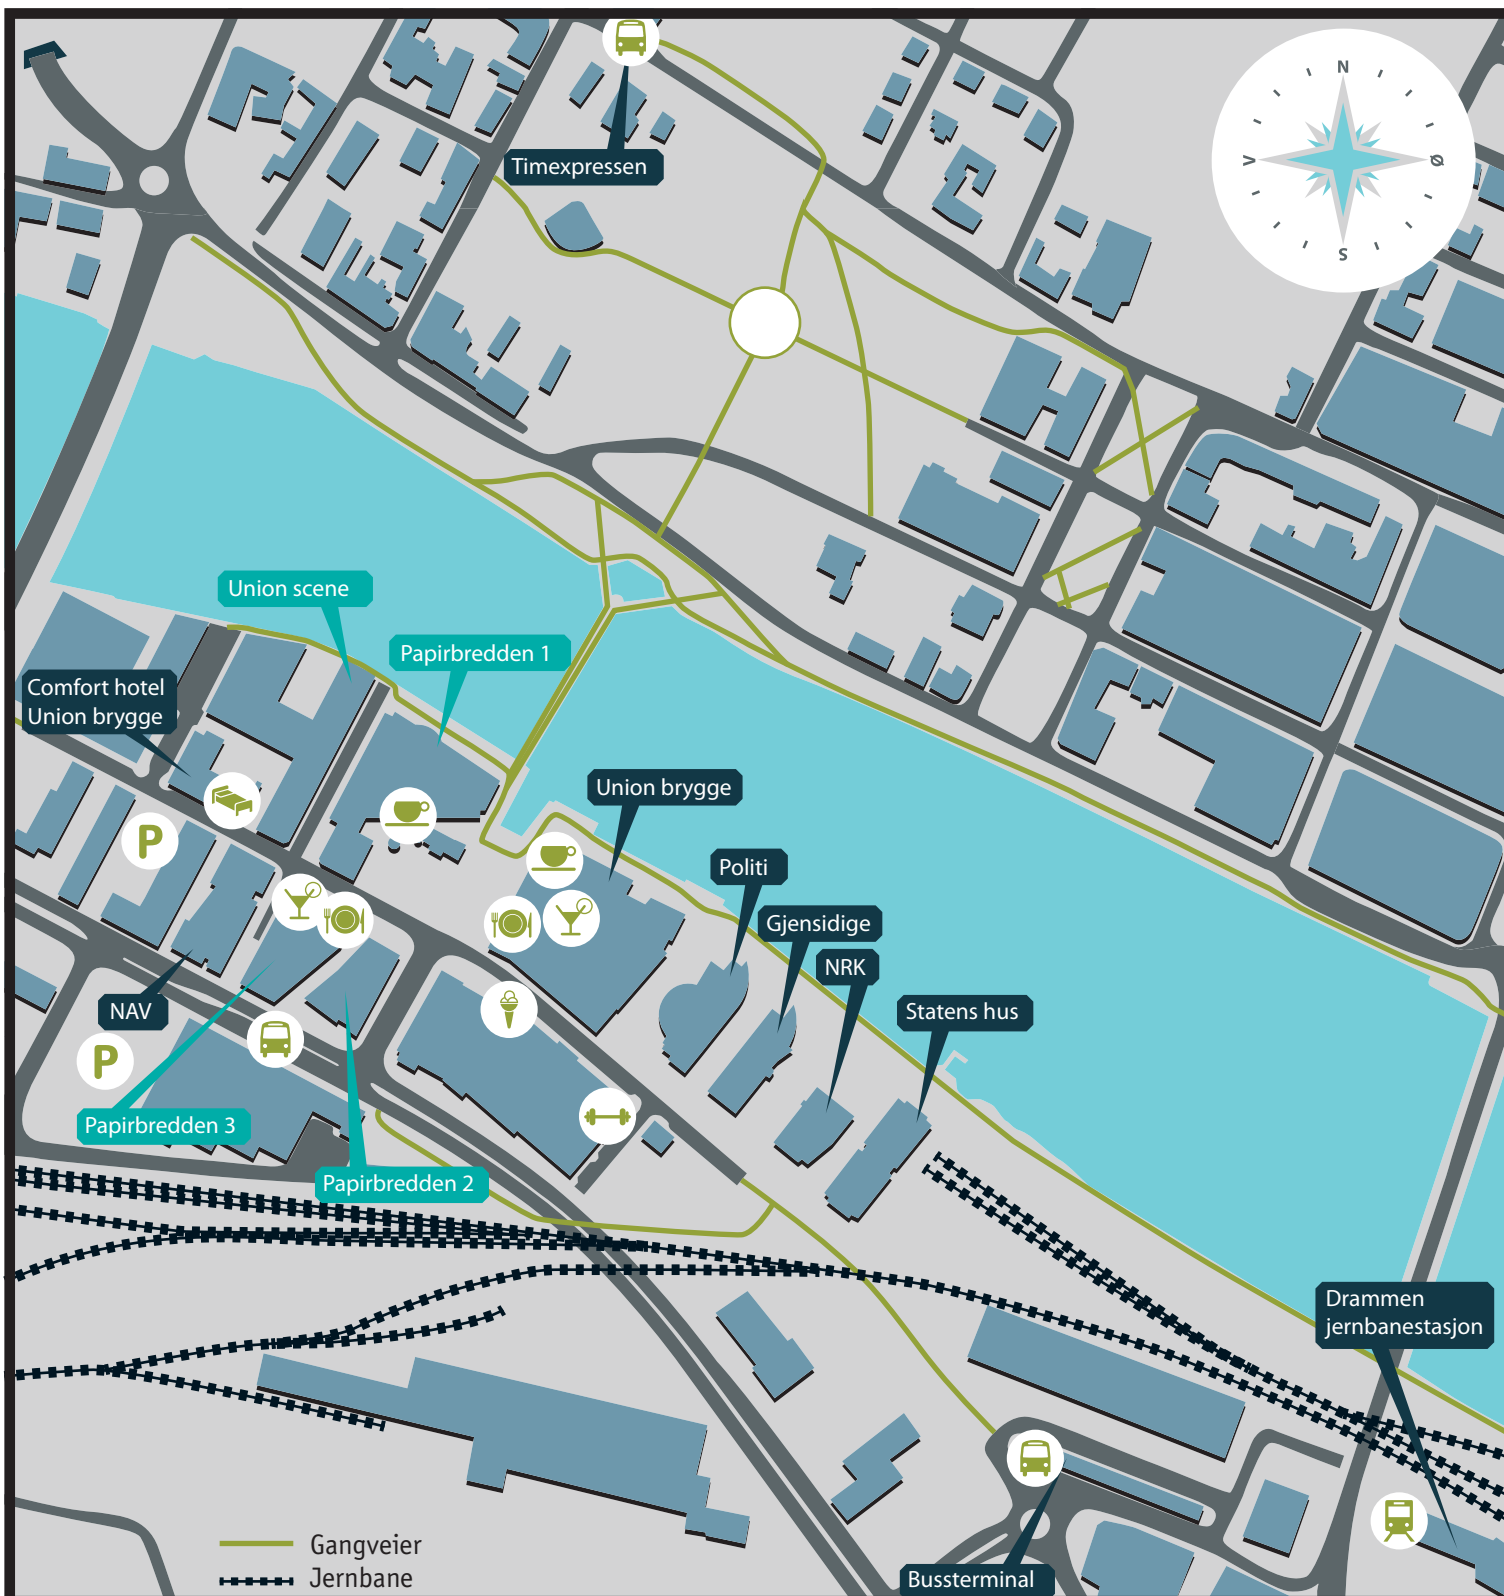 N
V
Ø
S
Timexpressen
Union scene
Papirbredden 1
Comfort hotel
Union brygge
Union brygge
P
Politi
Gjensidige
NRK
Statens hus
NAV
P
Papirbredden 3
Papirbredden 2
Drammen
jernbanestasjon
Gangveier
Jernbane
Bussterminal